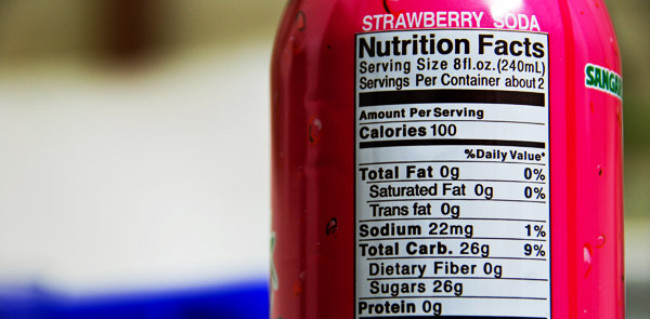 STRAWBERRY SODA
Nutrition Facts
Serving Size 8fl.oz.(240mL)
Servings Per Container about 2
Amount Per Serving
Calories 100
%Daily Value*
Total Fat 0g 0%
Saturated Fat 0g 0%
Trans fat 0g
Sodium 22mg 1%
Total Carb. 26g 9%
Dietary Fiber 0g
Sugars 26g
Protein 0g